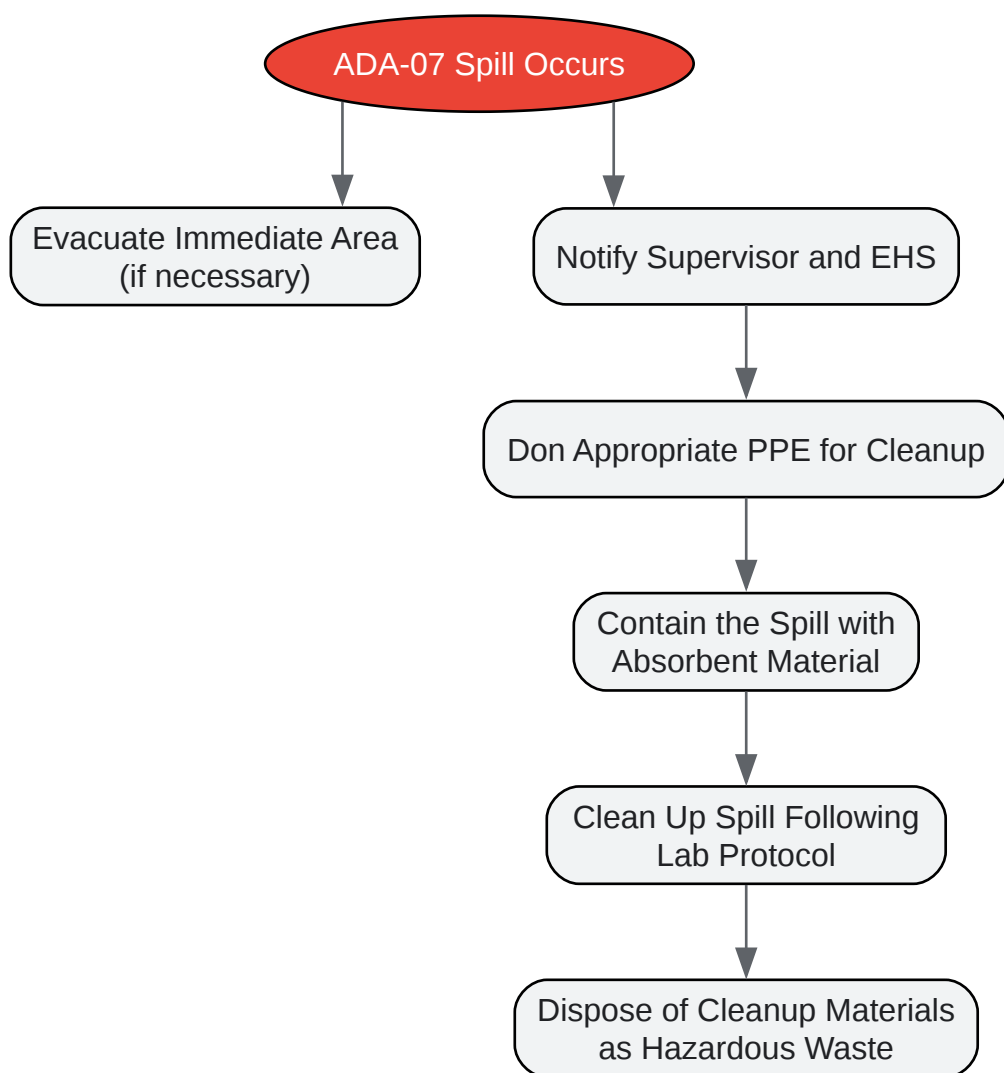 ADA-07 Spill Occurs
Evacuate Immediate Area
(if necessary)
Notify Supervisor and EHS
Don Appropriate PPE for Cleanup
Contain the Spill with
Absorbent Material
Clean Up Spill Following
Lab Protocol
Dispose of Cleanup Materials
as Hazardous Waste